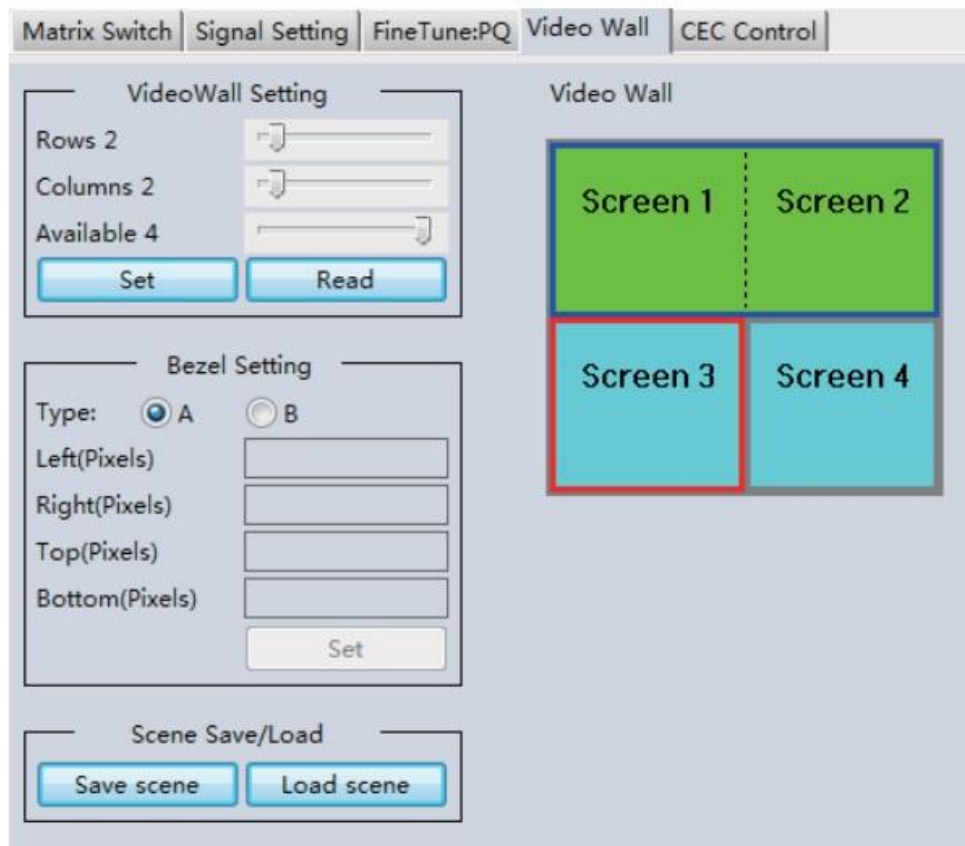 Matrix Switch Signal Setting FineTune:PQ Video Wall CEC Control
VideoWall Setting
Rows 2
Columns 2
Available 4
Set Read
Bezel Setting
Type: A B
Left(Pixels)
Right(Pixels)
Top(Pixels)
Bottom(Pixels)
Set
Scene Save/Load
Save scene Load scene
Video Wall
Screen 1 Screen 2
Screen 3 Screen 4